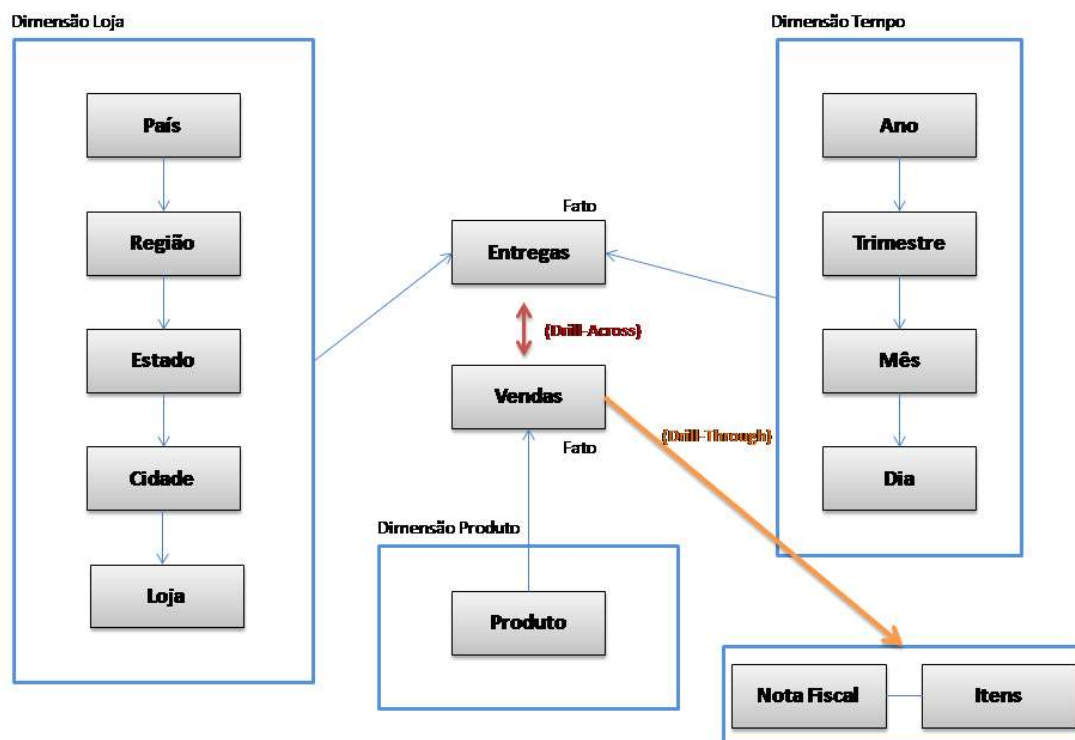 Dimensão Loja
País
Região
Estado
Cidade
Loja
Fato
Entregas
{Drill-Across}
Vendas
Fato
{Drill-Through}
Dimensão Produto
Produto
Dimensão Tempo
Ano
Trimestre
Mês
Dia
Nota Fiscal
Itens